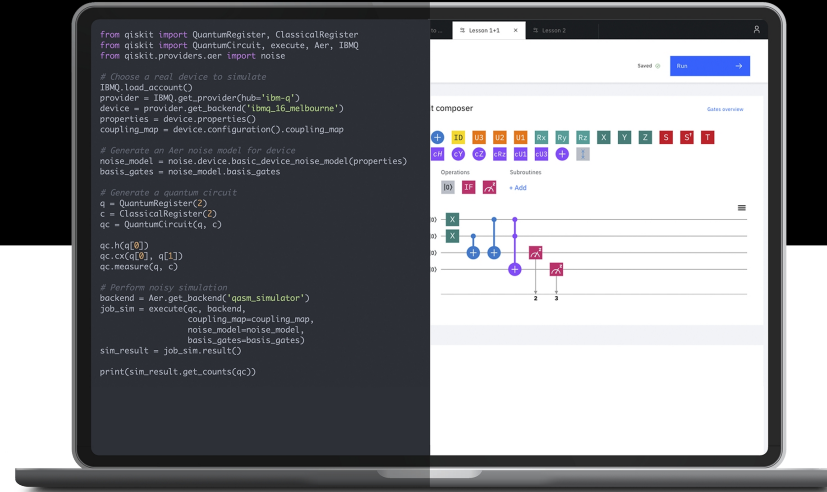 from qiskit import QuantumRegister, ClassicalRegister
from qiskit import QuantumCircuit, execute, Aer, IBMQ
from qiskit.providers.aer import noise
# Choose a real device to simulate
IBMQ.load_account()
provider = IBMQ.get_provider(hub='ibm-q')
device = provider.get_backend('ibmq_16_melbourne')
properties = device.properties()
coupling_map = device.configuration().coupling_map
# Generate an Aer noise model for device
noise_model = noise.device.basic_device_noise_model(properties)
basis_gates = noise_model.basis_gates
# Generate a quantum circuit
q = QuantumRegister(2)
c = ClassicalRegister(2)
qc = QuantumCircuit(q, c)
qc.h(q[0])
qc.cx(q[0], q[1])
qc.measure(q, c)
# Perform noisy simulation
backend = Aer.get_backend('qasm_simulator')
job_sim = execute(qc, backend,
coupling_map=coupling_map,
noise_model=noise_model,
basis_gates=basis_gates)
sim_result = job_sim.result()
print(sim_result.get_counts(qc))
Lesson 1+1 × Lesson 2
Saved Run →
composer Gates overview
ID U3 U2 U1 Rx Ry Rz X Y Z S S† T
cH cY cZ cRz cU1 cU3
Operations Subroutines
|0⟩ IF z + Add
X
X
z
z
2 3